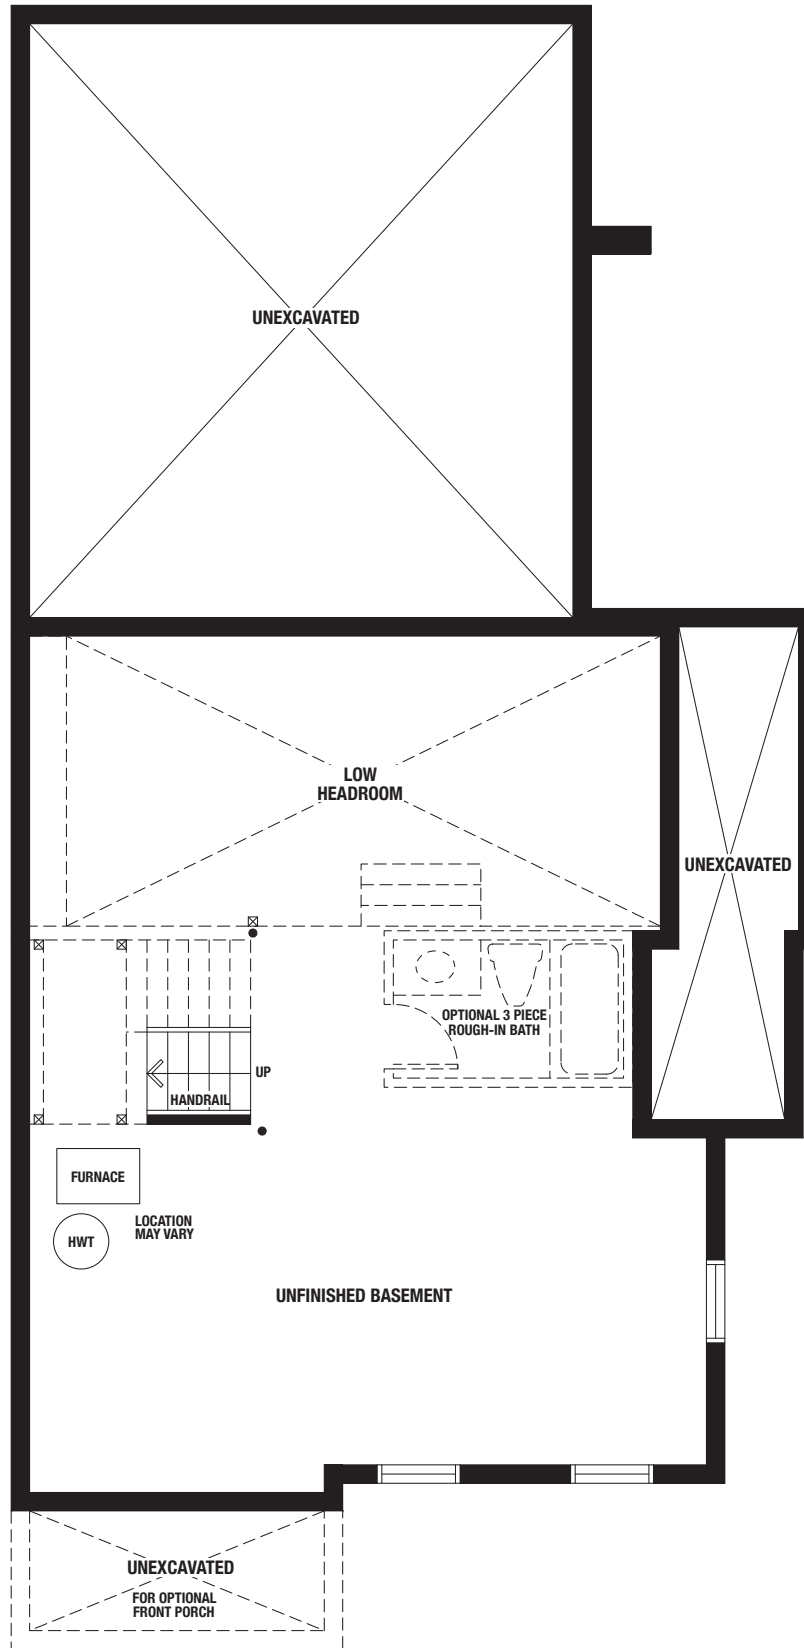 UNEXCAVATED
LOW
HEADROOM
UNEXCAVATED
OPTIONAL 3 PIECE
ROUGH-IN BATH
UP
HANDRAIL
FURNACE
LOCATION
MAY VARY
HWT
UNFINISHED BASEMENT
UNEXCAVATED
FOR OPTIONAL
FRONT PORCH